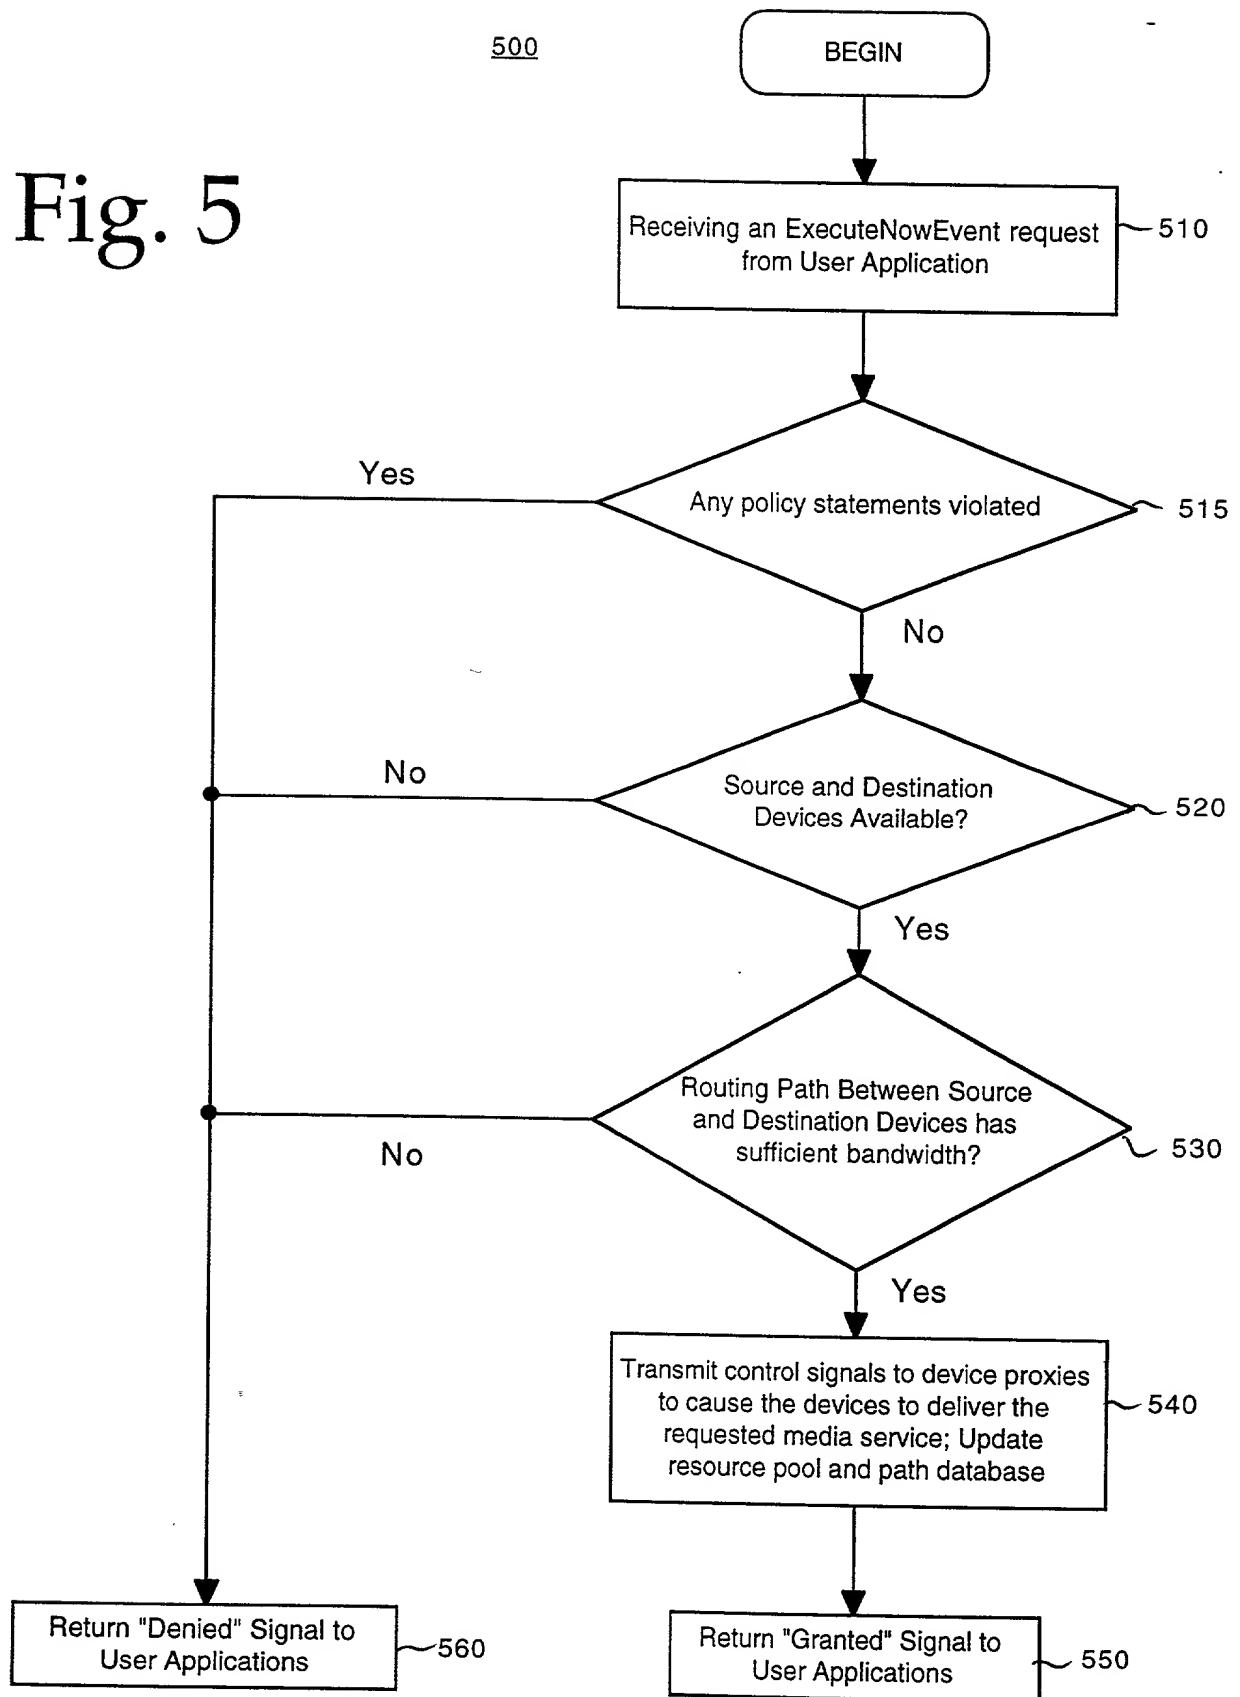 500
BEGIN
Fig. 5
Receiving an ExecuteNowEvent request
from User Application
510
Yes
Any policy statements violated
515
No
No
Source and Destination
Devices Available?
520
Yes
Routing Path Between Source
and Destination Devices has
sufficient bandwidth?
530
No
Yes
Transmit control signals to device proxies
to cause the devices to deliver the
requested media service; Update
resource pool and path database
540
Return "Denied" Signal to
User Applications
560
Return "Granted" Signal to
User Applications
550